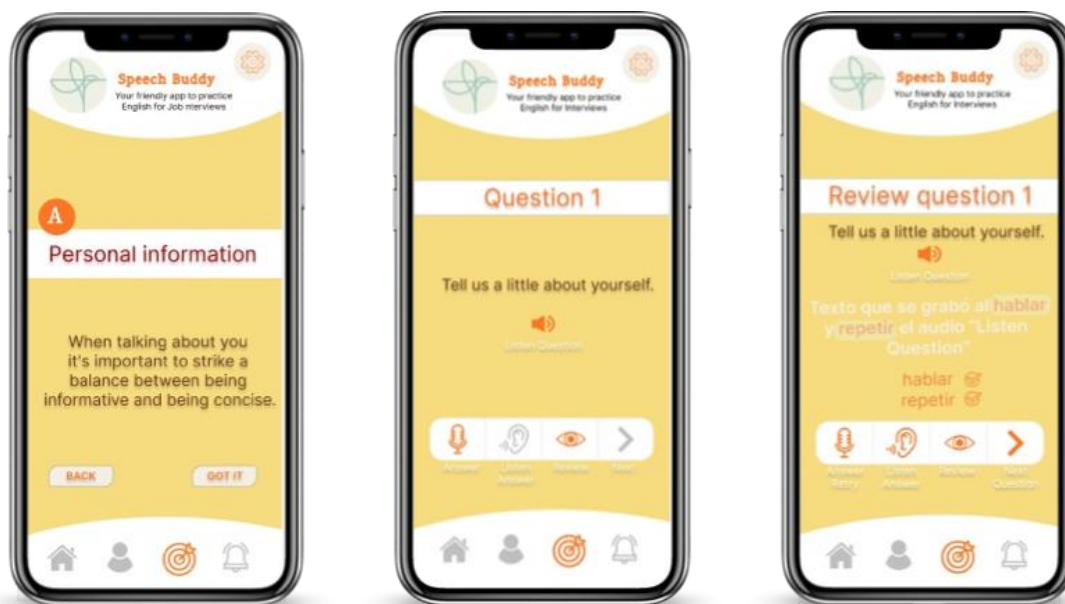 Speech Buddy
Your friendly app to practice
English for Job nterviews
A
Personal information
When talking about you
it's important to strike a
balance between being
informative and being concise.
BACK
GOT IT
Speech Buddy
Your friendly app to practice
English for Interviews
Question 1
Tell us a little about yourself.
Listen Question
Answer
Listen
Answer
Review
Next
Speech Buddy
Your friendly app to practice
English for Interviews
Review question 1
Tell us a little about yourself.
Listen Question
Texto que se grabó al hablar
y repetir el audio "Listen
Question"
hablar
repetir
Answer
Retry
Listen
Answer
Review
Next
Question